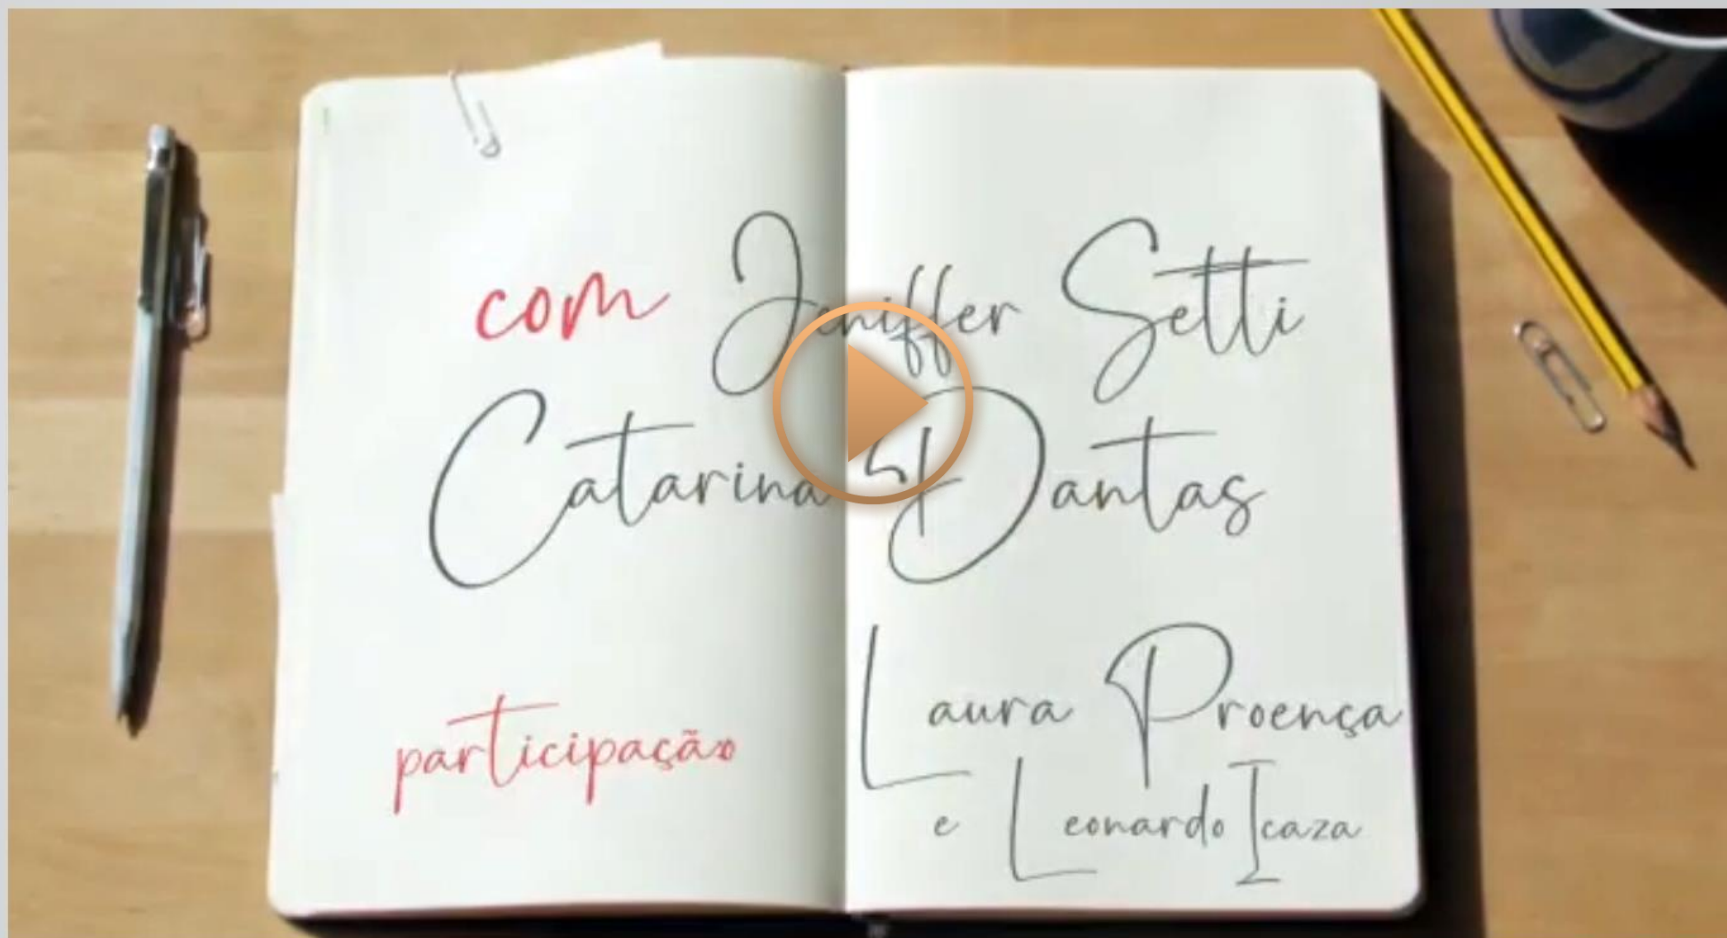 com Jeniffer Setti
Catarina Dantas
participação Laura Proença
e Leonardo Icaza